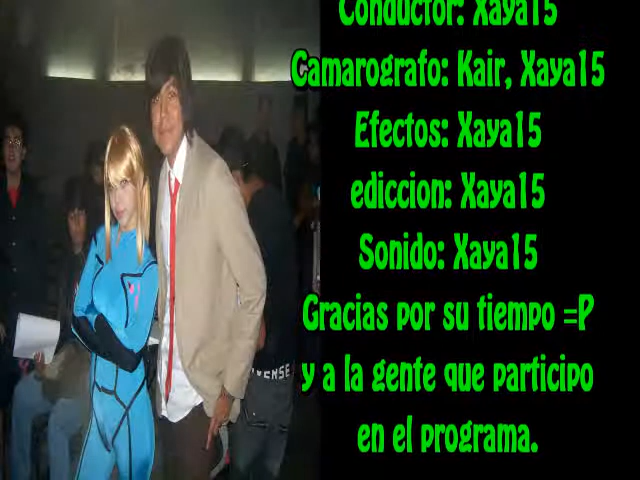 Conductor: Xaya15
Camarografo: Kair, Xaya15
Efectos: Xaya15
ediccion: Xaya15
Sonido: Xaya15
Gracias por su tiempo =P
y a la gente que participo
en el programa.